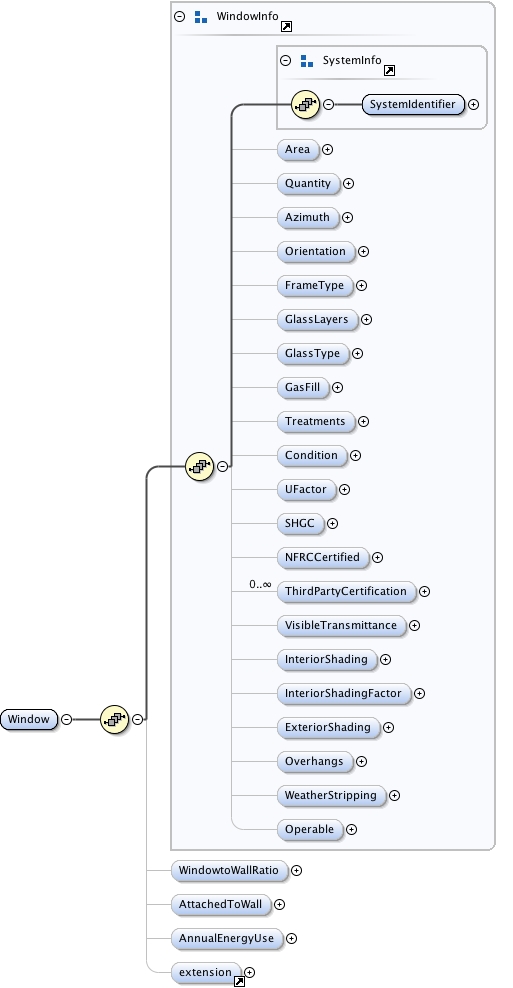 WindowInfo
SystemInfo
SystemIdentifier
Area
Quantity
Azimuth
Orientation
FrameType
GlassLayers
GlassType
GasFill
Treatments
Condition
UFactor
SHGC
NFRCCertified
0..∞
ThirdPartyCertification
VisibleTransmittance
InteriorShading
InteriorShadingFactor
Window
ExteriorShading
Overhangs
WeatherStripping
Operable
WindowtoWallRatio
AttachedToWall
AnnualEnergyUse
extension